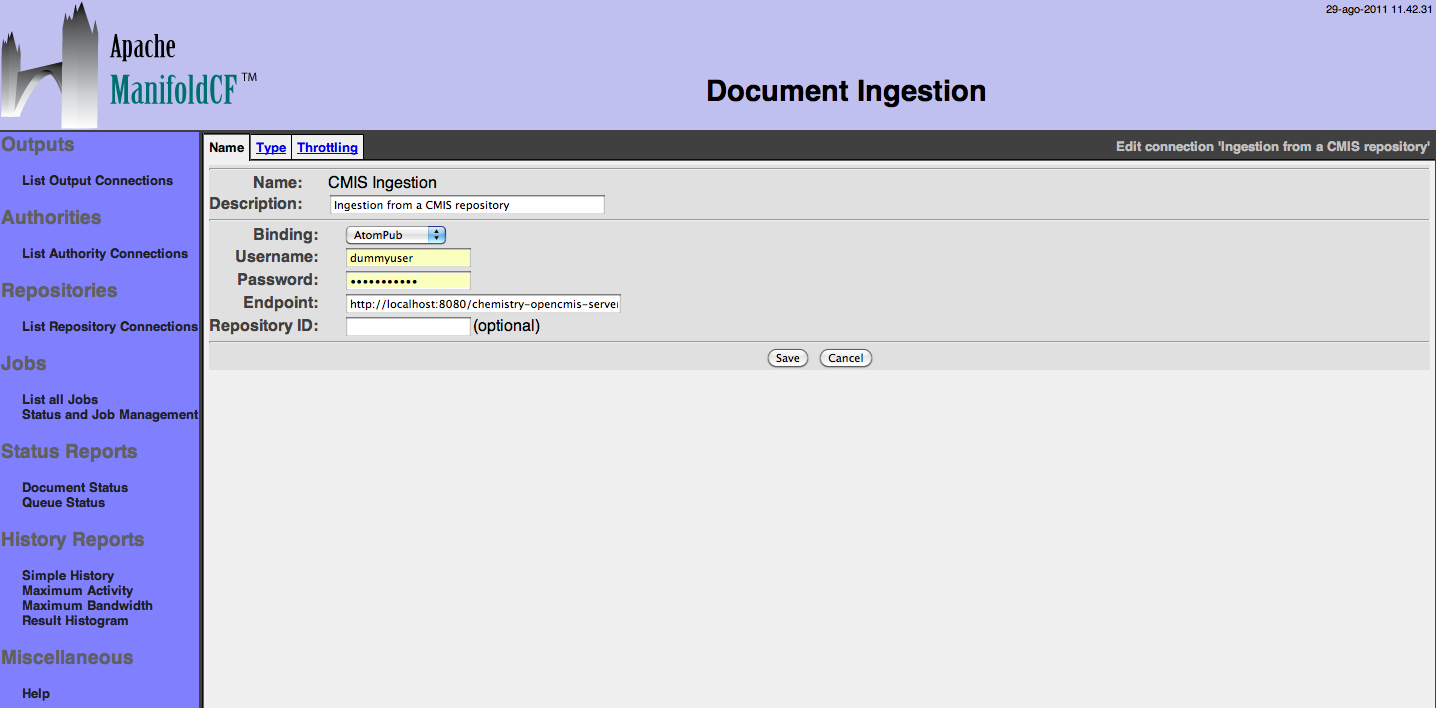 29-ago-2011 11.42.31
Apache
ManifoldCF™
Document Ingestion
Outputs
List Output Connections
Authorities
List Authority Connections
Repositories
List Repository Connections
Jobs
List all Jobs
Status and Job Management
Status Reports
Document Status
Queue Status
History Reports
Simple History
Maximum Activity
Maximum Bandwidth
Result Histogram
Miscellaneous
Help
Name Type Throttling Edit connection 'Ingestion from a CMIS repository'
Name: CMIS Ingestion
Description: Ingestion from a CMIS repository
Binding: AtomPub
Username: dummyuser
Password: •••••••••••
Endpoint: http://localhost:8080/chemistry-opencmis-server
Repository ID: (optional)
Save Cancel